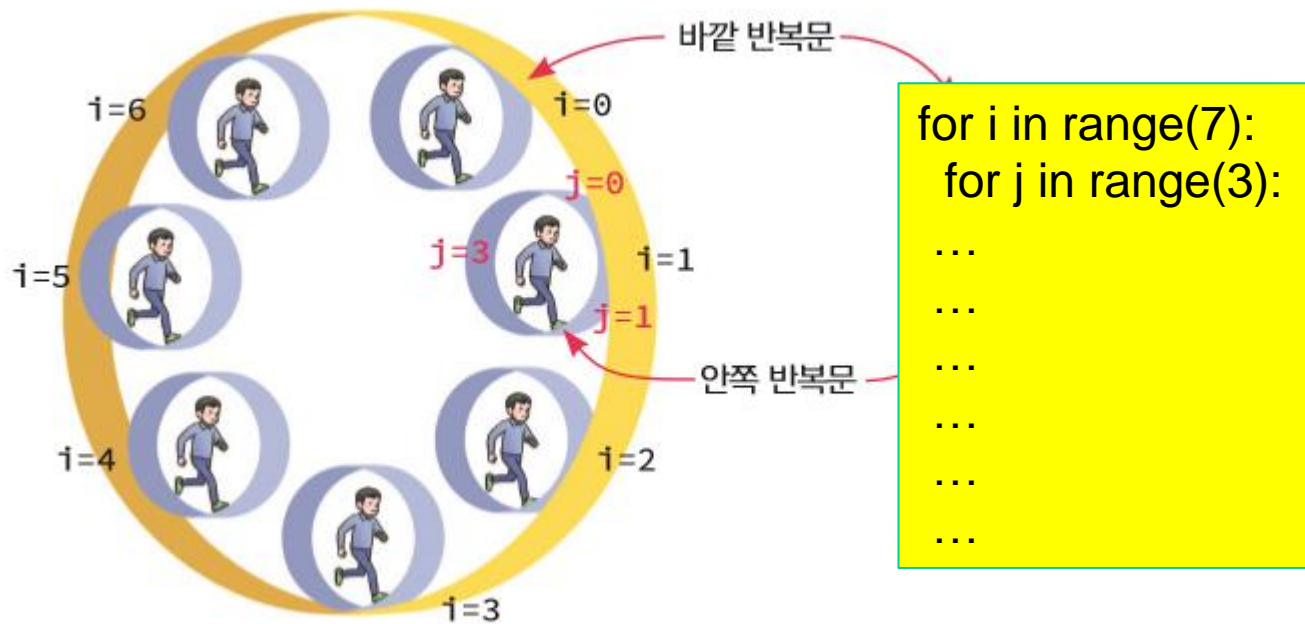 바깥 반복문
i=6
i=0
for i in range(7):
for j in range(3):
j=0
j=3
i=1
i=5
j=1
…
…
…
…
…
…
안쪽 반복문
i=4
i=2
i=3